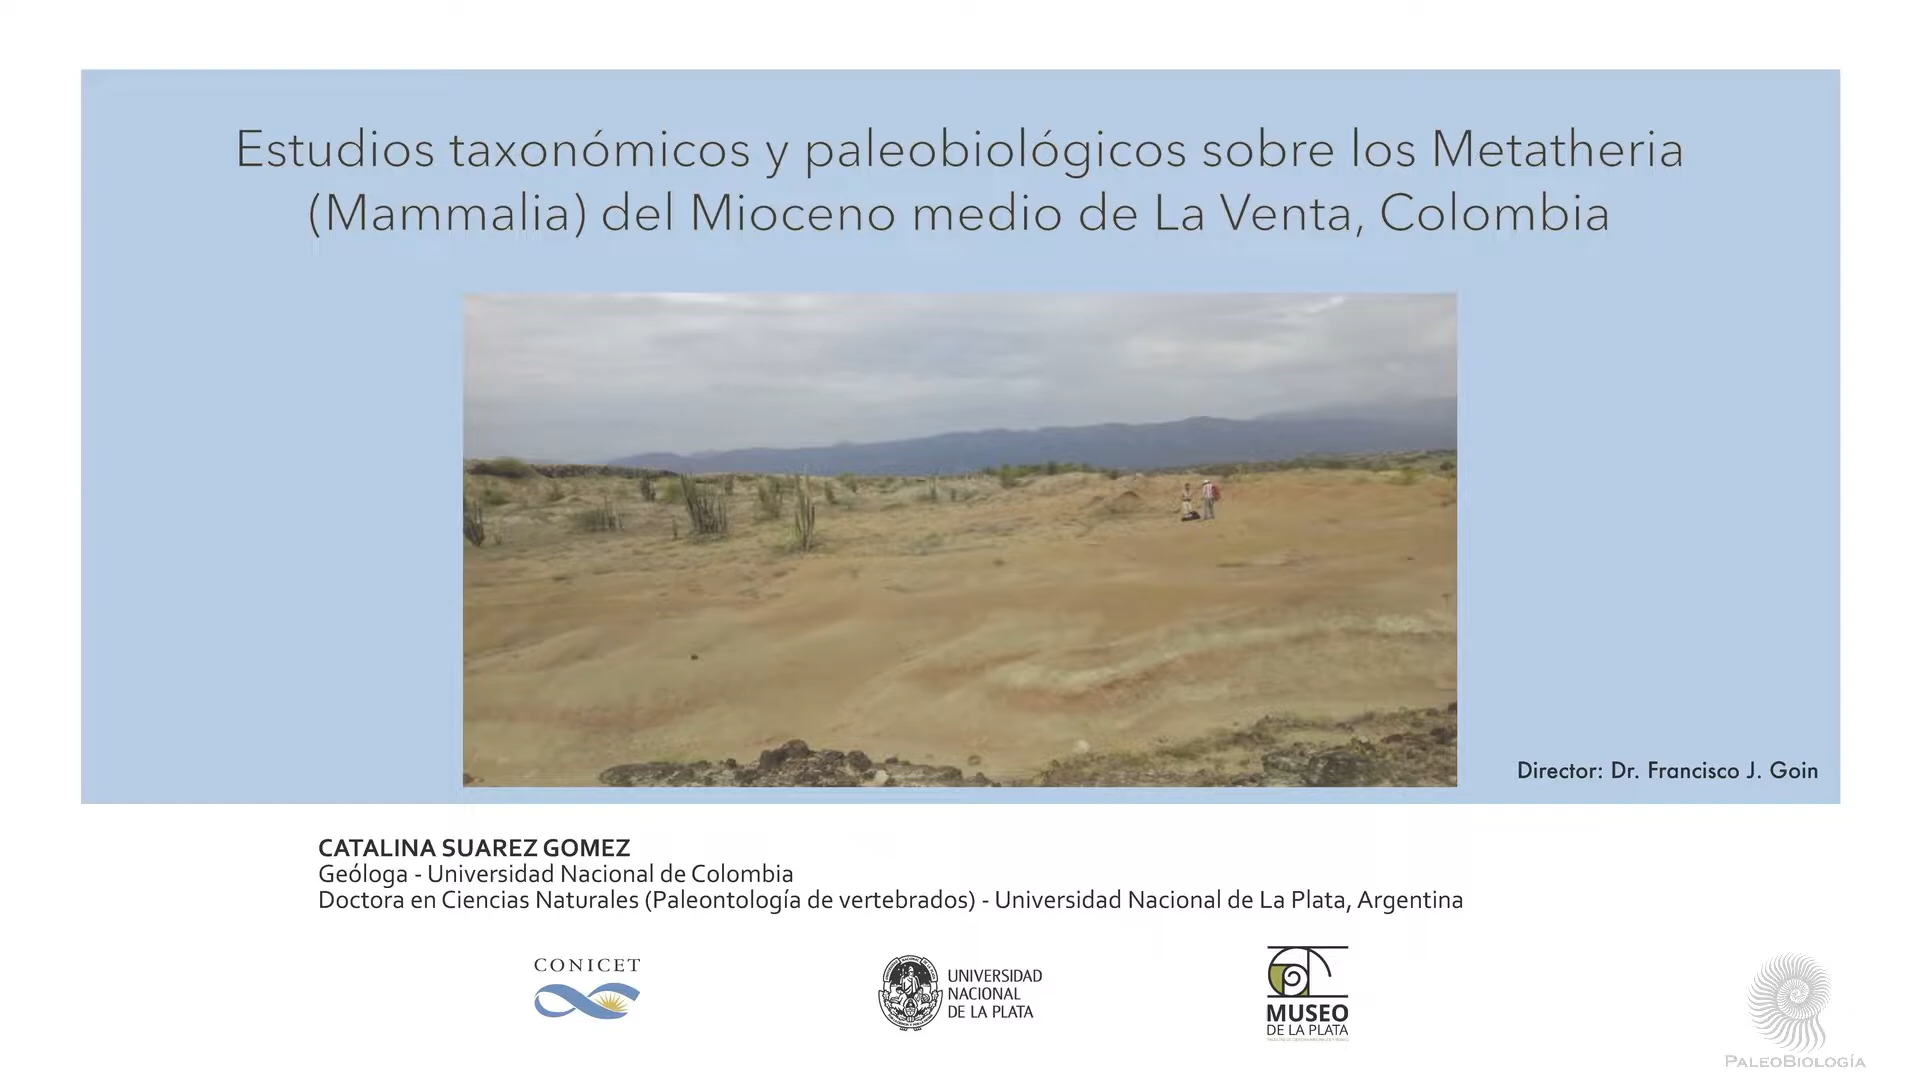 Estudios taxonómicos y paleobiológicos sobre los Metatheria
(Mammalia) del Mioceno medio de La Venta, Colombia
Director: Dr. Francisco J. Goin
CATALINA SUAREZ GOMEZ
Geóloga - Universidad Nacional de Colombia
Doctora en Ciencias Naturales (Paleontología de vertebrados) - Universidad Nacional de La Plata, Argentina
CONICET
UNIVERSIDAD
NACIONAL
DE LA PLATA
MUSEO
DE LA PLATA
PALEOBIOLOGÍA